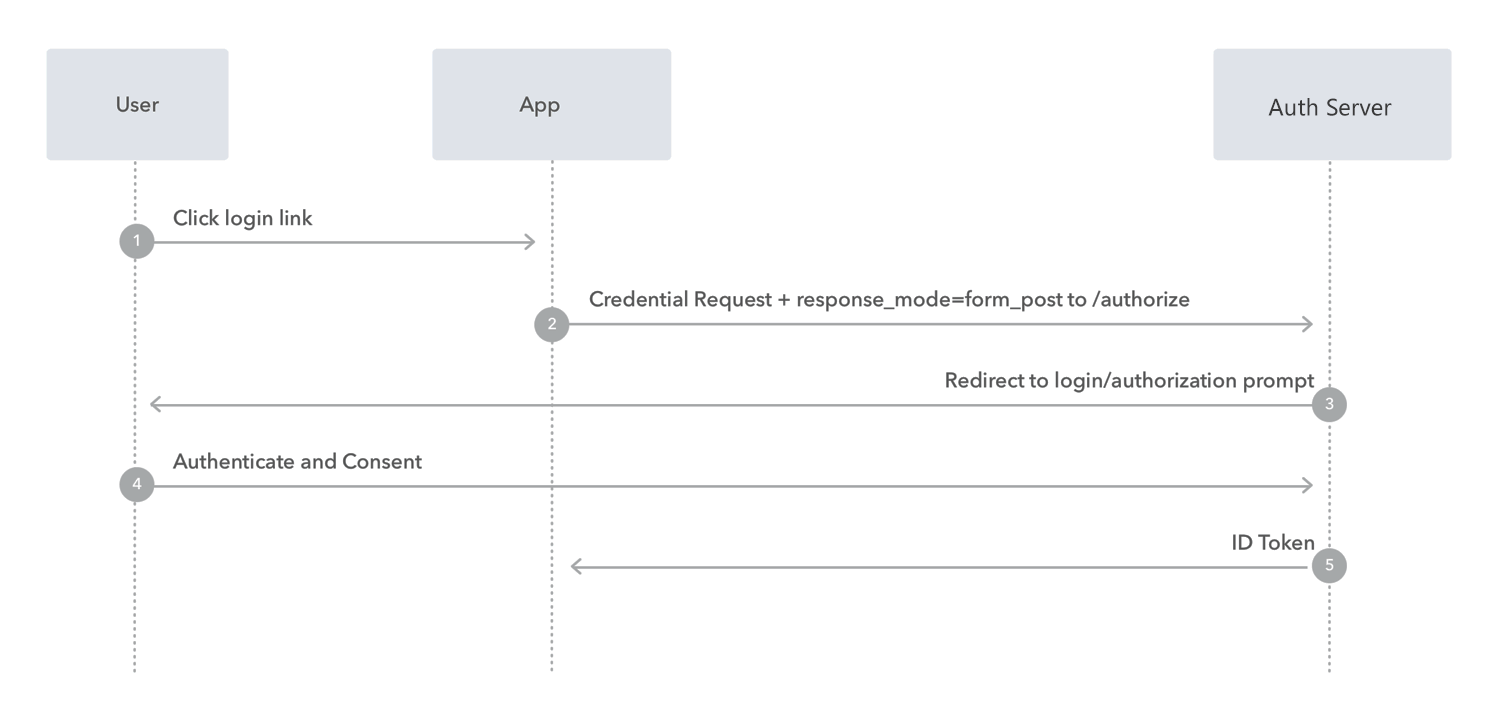 User
App
Auth Server
Click login link
1
Credential Request + response_mode=form_post to /authorize
2
Redirect to login/authorization prompt
3
Authenticate and Consent
4
ID Token
5